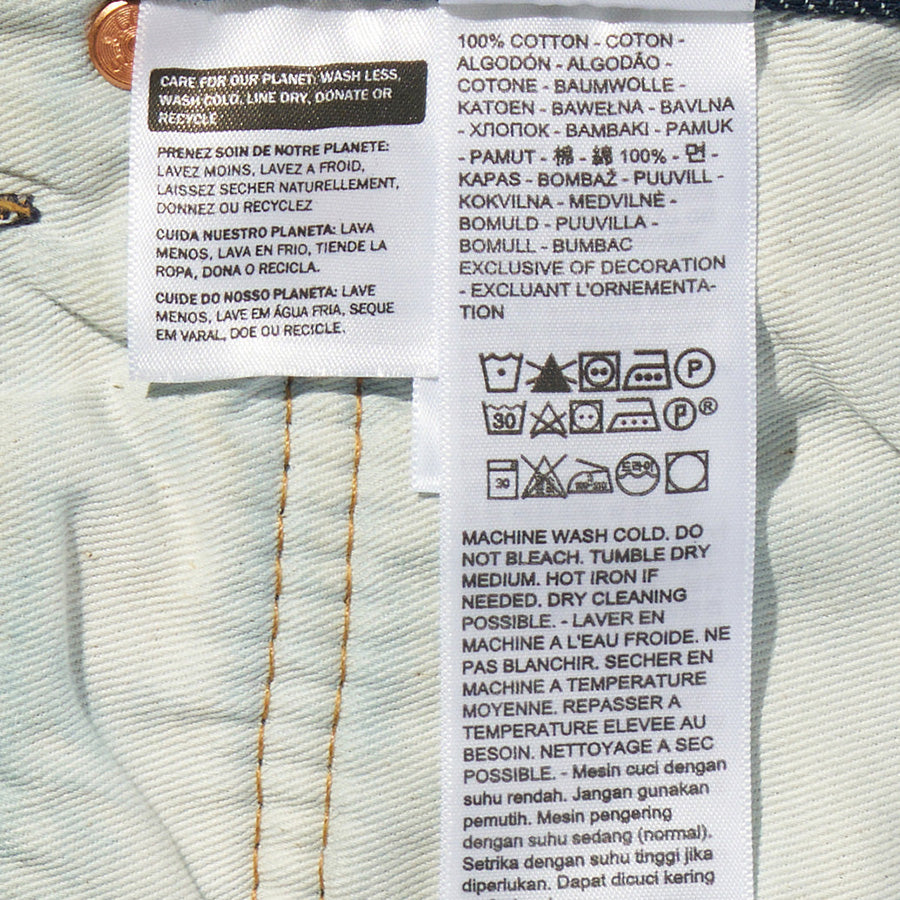 CARE FOR OUR PLANET: WASH LESS,
WASH COLD, LINE DRY, DONATE OR
RECYCLE
PRENEZ SOIN DE NOTRE PLANETE:
LAVEZ MOINS, LAVEZ A FROID,
LAISSEZ SECHER NATURELLEMENT,
DONNEZ OU RECYCLEZ
CUIDA NUESTRO PLANETA: LAVA
MENOS, LAVA EN FRIO, TIENDE LA
ROPA, DONA O RECICLA.
CUIDE DO NOSSO PLANETA: LAVE
MENOS, LAVE EM ÁGUA FRIA, SEQUE
EM VARAL, DOE OU RECICLE.
100% COTTON - COTON -
ALGODÓN - ALGODÃO -
COTONE - BAUMWOLLE -
KATOEN - BAWEŁNA - BAVLNA
- ХЛОПОК - BAMBAKI - PAMUK
- PAMUT - 棉 - 綿 100% - 면 -
KAPAS - BOMBAŽ - PUUVILL -
KOKVILNA - MEDVILNĖ -
BOMULD - PUUVILLA -
BOMULL - BUMBAC
EXCLUSIVE OF DECORATION
- EXCLUANT L'ORNEMENTA-
TION
P
30 P ®
30 드라이
MACHINE WASH COLD. DO
NOT BLEACH. TUMBLE DRY
MEDIUM. HOT IRON IF
NEEDED. DRY CLEANING
POSSIBLE. - LAVER EN
MACHINE A L'EAU FROIDE. NE
PAS BLANCHIR. SECHER EN
MACHINE A TEMPERATURE
MOYENNE. REPASSER A
TEMPERATURE ELEVEE AU
BESOIN. NETTOYAGE A SEC
POSSIBLE. - Mesin cuci dengan
suhu rendah. Jangan gunakan
pemutih. Mesin pengering
dengan suhu sedang (normal).
Setrika dengan suhu tinggi jika
diperlukan. Dapat dicuci kering